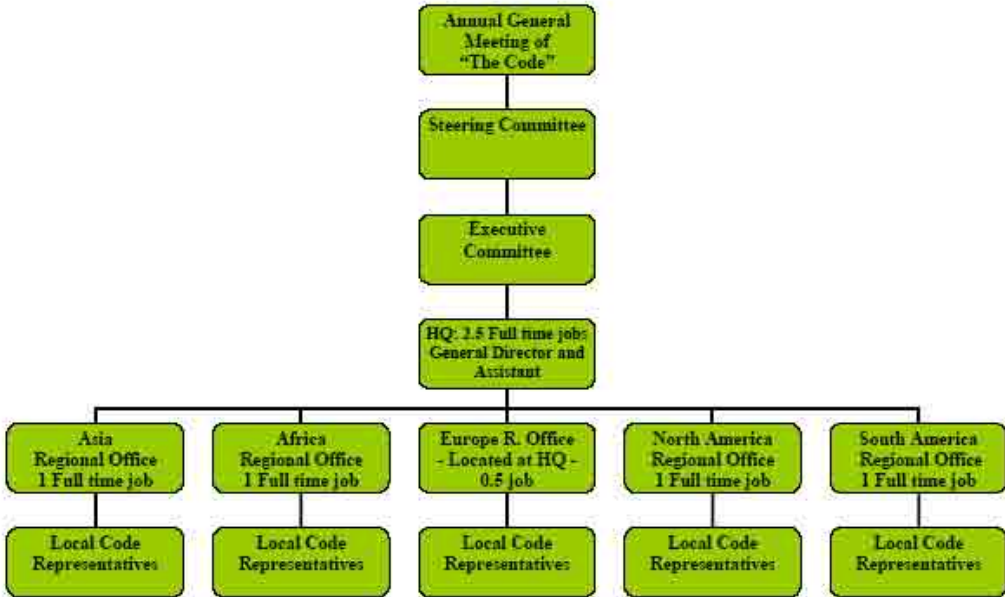 Annual General
Meeting of
“The Code”
Steering Committee
Executive
Committee
HQ: 2.5 Full time jobs
General Director and
Assistant
Asia
Regional Office
1 Full time job
Africa
Regional Office
1 Full time job
Europe R. Office
- Located at HQ -
0.5 job
North America
Regional Office
1 Full time job
South America
Regional Office
1 Full time job
Local Code
Representatives
Local Code
Representatives
Local Code
Representatives
Local Code
Representatives
Local Code
Representatives